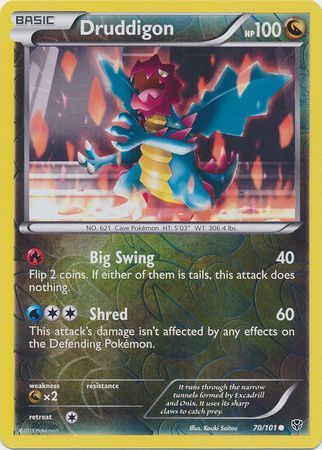 BASIC
Druddigon
HP100
NO. 621 Cave Pokémon HT: 5'03" WT: 306.4 lbs.
Big Swing 40
Flip 2 coins. If either of them is tails, this attack does
nothing.
Shred 60
This attack's damage isn't affected by any effects on
the Defending Pokémon.
weakness
×2
resistance
retreat
It runs through the narrow
tunnels formed by Excadrill
and Onix. It uses its sharp
claws to catch prey.
©2013 Pokémon
Illus. Kouki Saitou
70/101